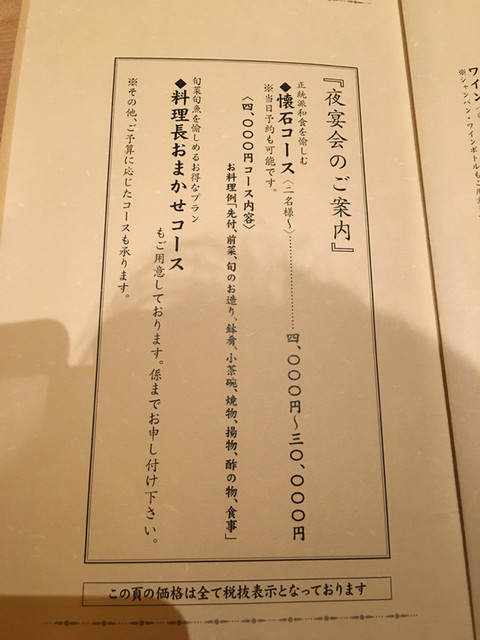 ワイン
※シャンパン・ワインボトルもご用意
『夜宴会のご案内』
正統派和食を愉しむ
◆懐石コース〈二名様～〉……………………四、〇〇〇円～三〇、〇〇〇円
※当日予約も可能です。
〈四、〇〇〇円コース内容〉
お料理例「先付、前菜、旬のお造り、鉢肴、小茶碗、焼物、揚物、酢の物、食事」
旬菜旬魚を愉しめるお得なプラン
◆料理長おまかせコース
もご用意しております。係までお申し付け下さい。
※その他、ご予算に応じたコースも承ります。
この頁の価格は全て税抜表示となっております